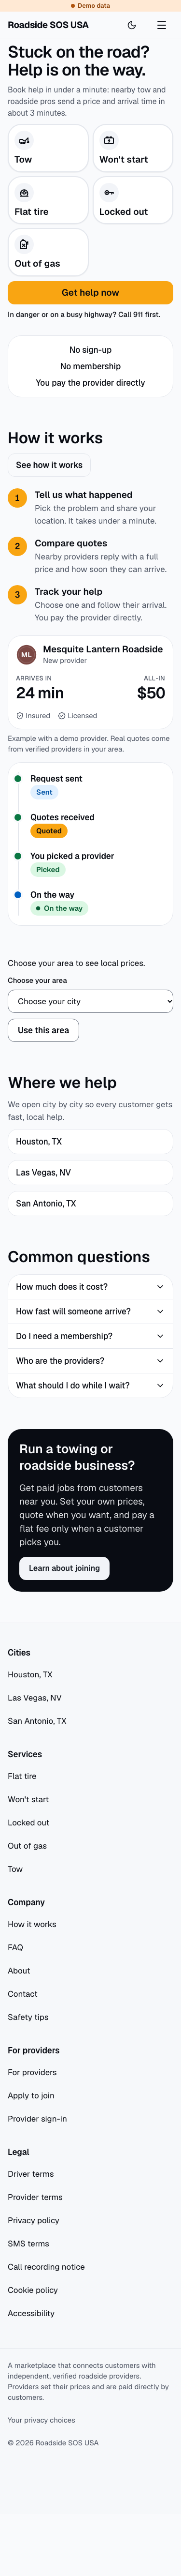 Demo data
Roadside SOS USA
Stuck on the road?
Help is on the way.
Book help in under a minute: nearby tow and
roadside pros send a price and arrival time in
about 3 minutes.
Tow
Won't start
Flat tire
Locked out
Out of gas
Get help now
In danger or on a busy highway? Call 911 first.
No sign-up
No membership
You pay the provider directly
How it works
See how it works
1
Tell us what happened
Pick the problem and share your
location. It takes under a minute.
2
Compare quotes
Nearby providers reply with a full
price and how soon they can arrive.
3
Track your help
Choose one and follow their arrival.
You pay the provider directly.
ML
Mesquite Lantern Roadside
New provider
ARRIVES IN
ALL-IN
24 min
$50
Insured
Licensed
Example with a demo provider. Real quotes come
from verified providers in your area.
Request sent
Sent
Quotes received
Quoted
You picked a provider
Picked
On the way
On the way
Choose your area to see local prices.
Choose your area
Choose your city
Use this area
Where we help
We open city by city so every customer gets
fast, local help.
Houston, TX
Las Vegas, NV
San Antonio, TX
Common questions
How much does it cost?
How fast will someone arrive?
Do I need a membership?
Who are the providers?
What should I do while I wait?
Run a towing or
roadside business?
Get paid jobs from customers
near you. Set your own prices,
quote when you want, and pay a
flat fee only when a customer
picks you.
Learn about joining
Cities
Houston, TX
Las Vegas, NV
San Antonio, TX
Services
Flat tire
Won't start
Locked out
Out of gas
Tow
Company
How it works
FAQ
About
Contact
Safety tips
For providers
For providers
Apply to join
Provider sign-in
Legal
Driver terms
Provider terms
Privacy policy
SMS terms
Call recording notice
Cookie policy
Accessibility
A marketplace that connects customers with
independent, verified roadside providers.
Providers set their prices and are paid directly by
customers.
Your privacy choices
© 2026 Roadside SOS USA